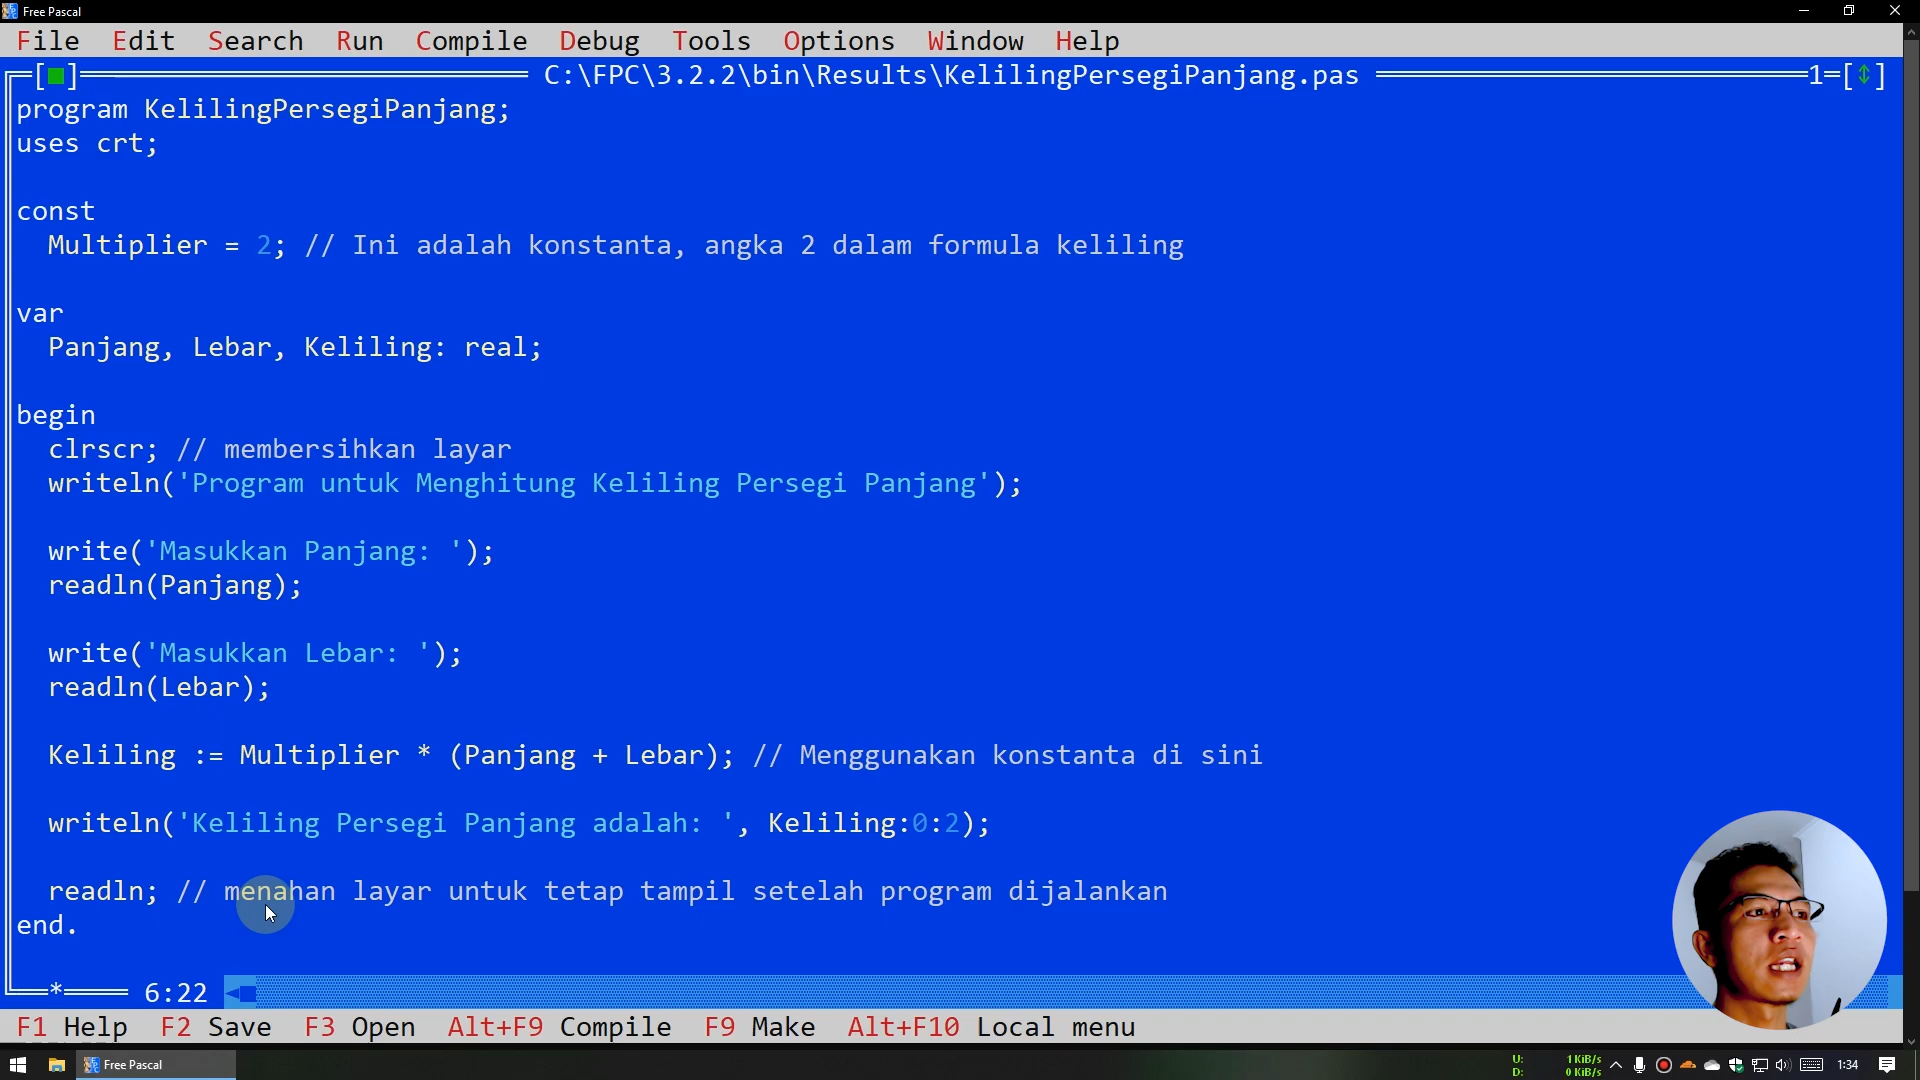 Free Pascal
File Edit Search Run Compile Debug Tools Options Window Help
C:\FPC\3.2.2\bin\Results\KelilingPersegiPanjang.pas 1
program KelilingPersegiPanjang;
uses crt;
const
Multiplier = 2; // Ini adalah konstanta, angka 2 dalam formula keliling
var
Panjang, Lebar, Keliling: real;
begin
clrscr; // membersihkan layar
writeln('Program untuk Menghitung Keliling Persegi Panjang');
write('Masukkan Panjang: ');
readln(Panjang);
write('Masukkan Lebar: ');
readln(Lebar);
Keliling := Multiplier * (Panjang + Lebar); // Menggunakan konstanta di sini
writeln('Keliling Persegi Panjang adalah: ', Keliling:0:2);
readln; // menahan layar untuk tetap tampil setelah program dijalankan
end.
* 6:22
F1 Help F2 Save F3 Open Alt+F9 Compile F9 Make Alt+F10 Local menu
Free Pascal
U: 1 KiB/s
D: 0 KiB/s
1:34